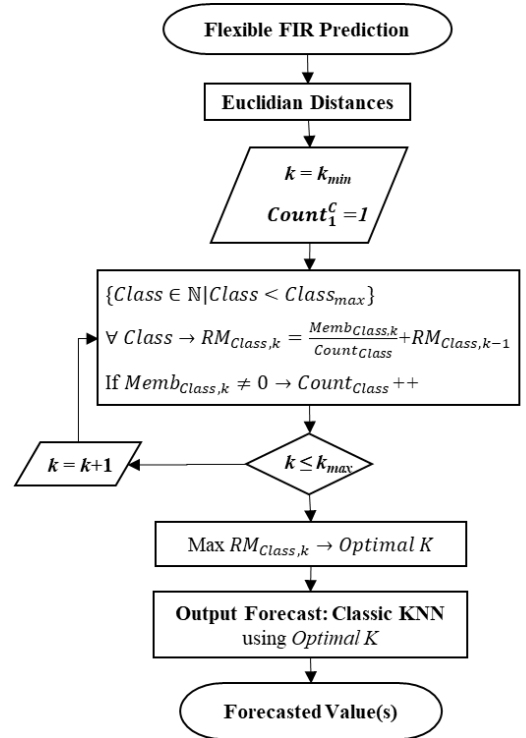 Flexible FIR Prediction
Euclidian Distances
k = k_min
Count_1^C =1
{Class ∈ ℕ|Class < Class_max}
∀ Class → RM_Class,k = Memb_Class,k / Count_Class + RM_Class,k−1
If Memb_Class,k ≠ 0 → Count_Class ++
k = k+1
k ≤ k_max
Max RM_Class,k → Optimal K
Output Forecast: Classic KNN
using Optimal K
Forecasted Value(s)